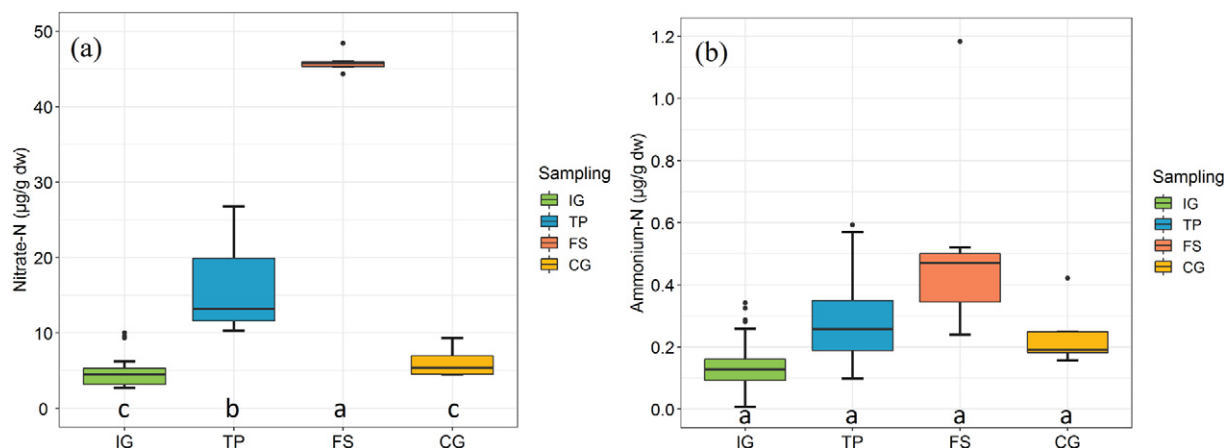 (a)
Nitrate-N (µg/g dw)
50
40
30
20
10
0
c b a c
IG TP FS CG
Sampling
IG
TP
FS
CG
(b)
Ammonium-N (µg/g dw)
1.2
1.0
0.8
0.6
0.4
0.2
0.0
a a a a
IG TP FS CG
Sampling
IG
TP
FS
CG